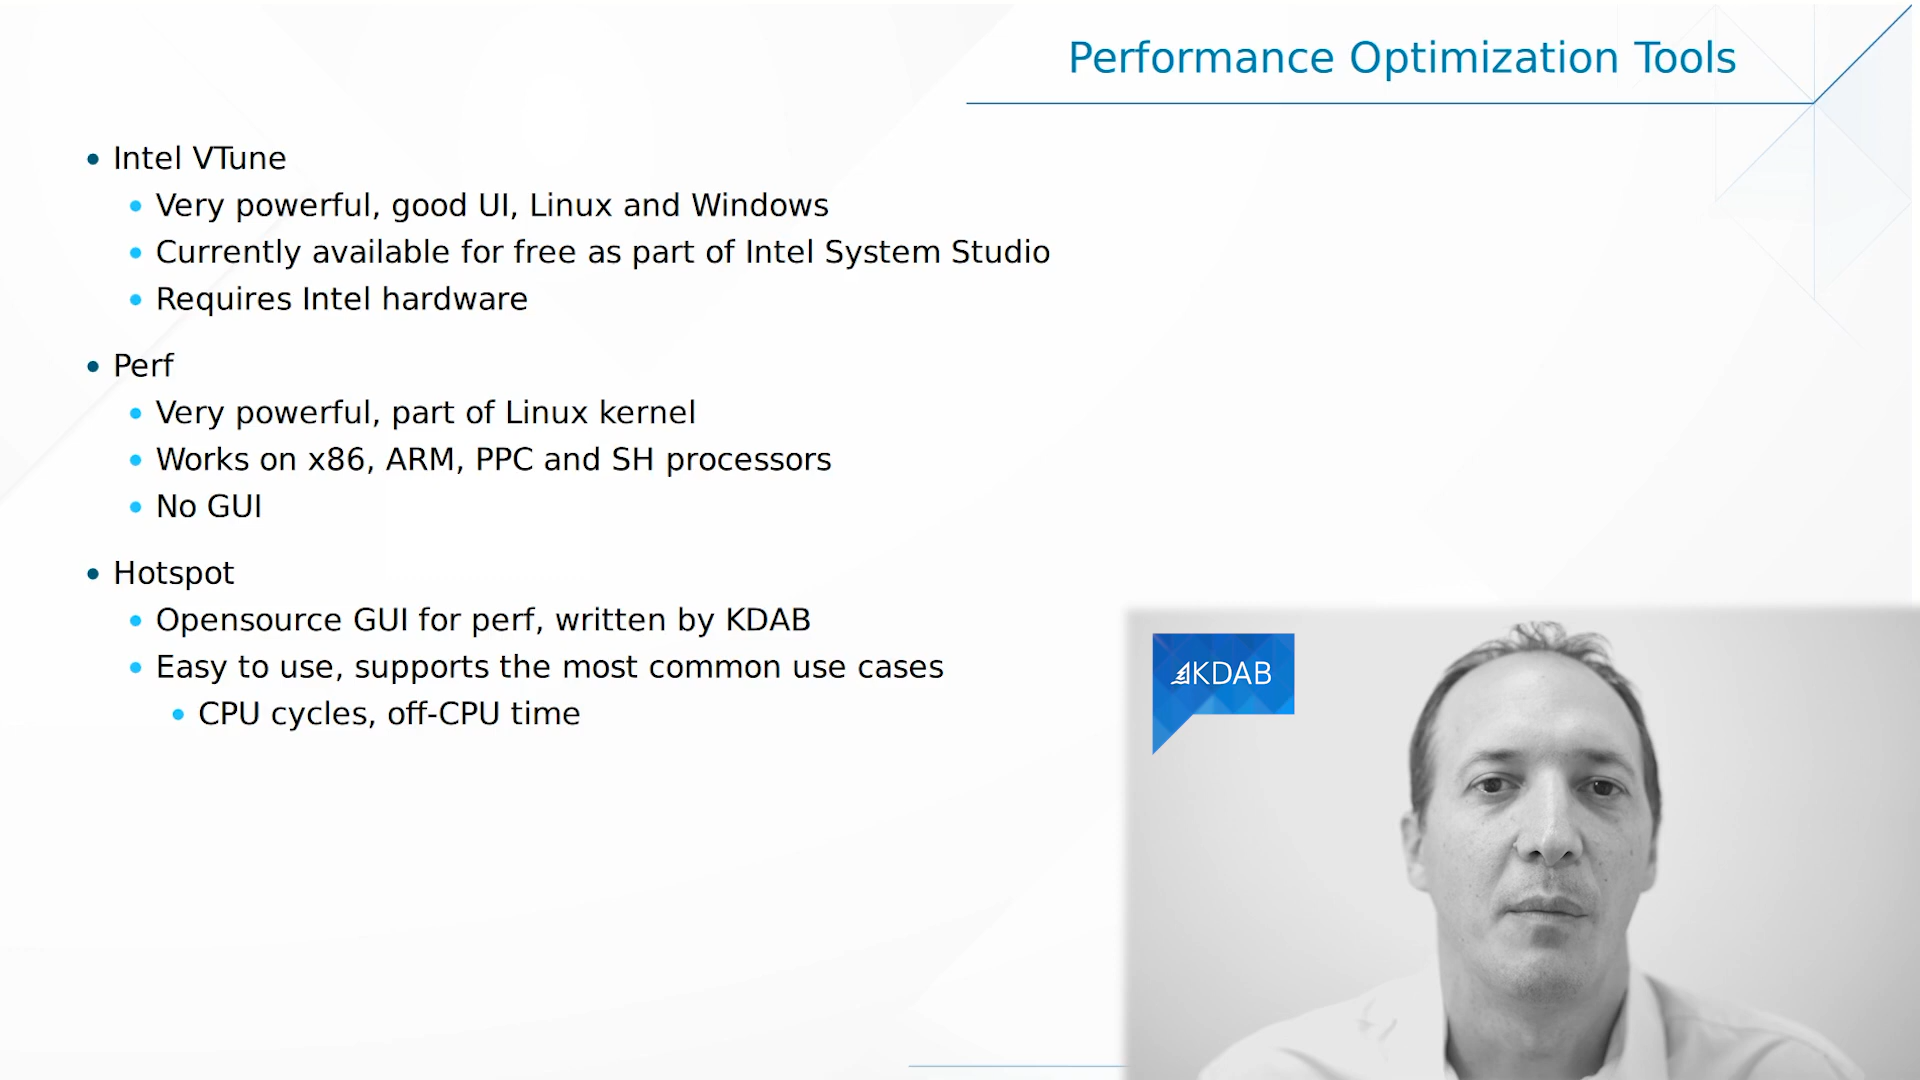 Performance Optimization Tools
• Intel VTune
• Very powerful, good UI, Linux and Windows
• Currently available for free as part of Intel System Studio
• Requires Intel hardware
• Perf
• Very powerful, part of Linux kernel
• Works on x86, ARM, PPC and SH processors
• No GUI
• Hotspot
• Opensource GUI for perf, written by KDAB
• Easy to use, supports the most common use cases
• CPU cycles, off-CPU time
KDAB